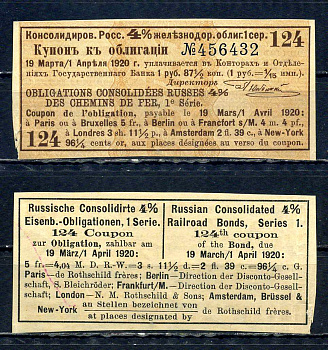 Консолидиров. Росс. 4% железнодор. облиг. 1 сер. 124
Купонъ къ облигаціи №456432
19 Марта/1 Апрѣля 1920 г. уплачивается въ Конторахъ и Отдѣле-
ніяхъ Государственнаго Банка 1 руб. 87½ коп. (1 руб.=1/15 имп.).
Директоръ
OBLIGATIONS CONSOLIDÉES RUSSES 4%
DES CHEMINS DE FER, 1e Série.
Coupon de l'obligation, payable le 19 Mars/1 Avril 1920:
à Paris ou à Bruxelles 5 fr., à Berlin ou à Francfort s/M. 4 m. 4 pf.,
à Londres 3 sh. 11½ p., à Amsterdam 2 fl. 39 c., à New-York
96¼ cents or, aux places désignées au verso du coupon.
124 124
Russische Consolidirte 4%
Eisenb.-Obligationen, 1 Serie.
124 Coupon
zur Obligation, zahlbar am
19 März/1 April 1920:
Russian Consolidated 4%
Railroad Bonds, Series 1.
124th coupon
of the Bond, due
19 March/1 April 1920:
5 fr.=4,04 M. D. R.-W.=3 s. 11½ d.=2 fl. 39 c.=96¼ c. G.
Paris—de Rothschild frères; Berlin—Direction der Disconto-Gesell-
schaft, S. Bleichröder; Frankfurt/M.—Direction der Disconto-Gesell-
schaft; London—N. M. Rothschild & Sons; Amsterdam, Brüssel &
New-York — an Stellen bezeichnet von
at places designated by
de Rothschild frères.